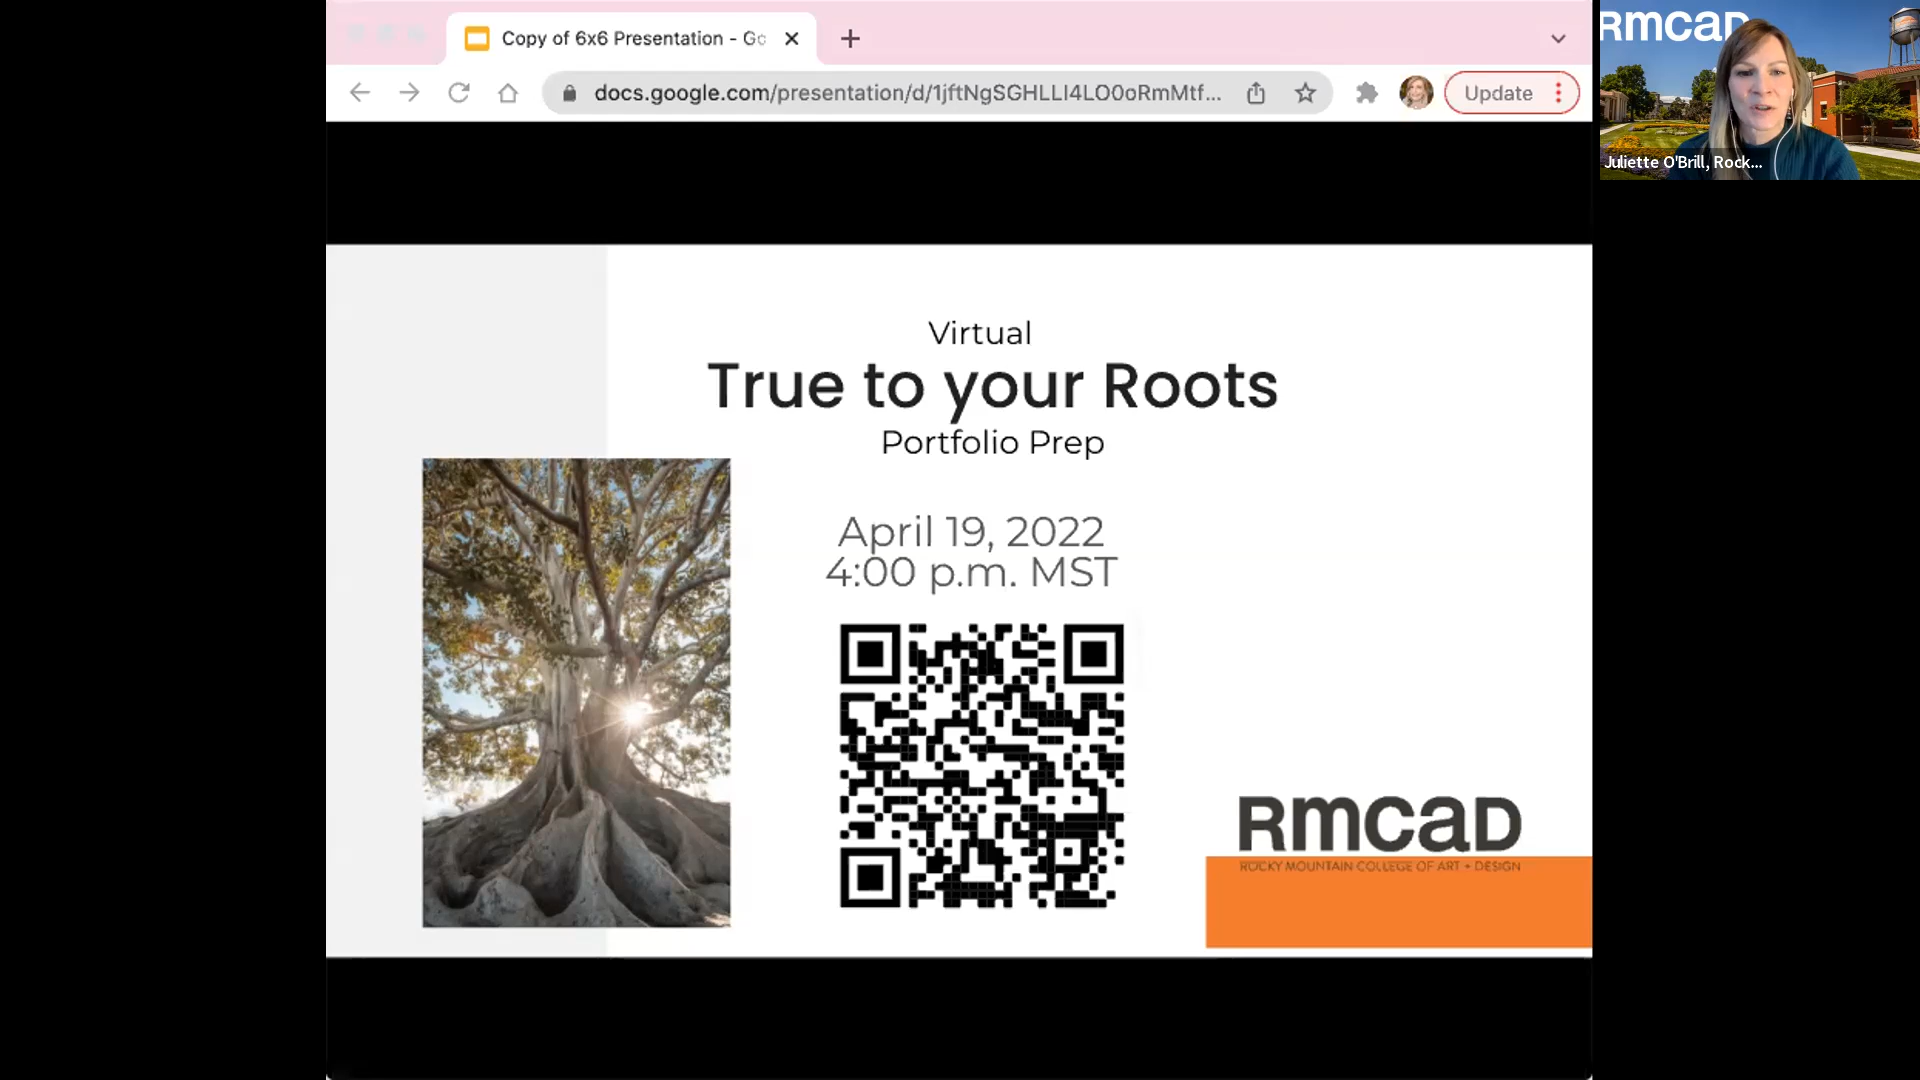 Copy of 6x6 Presentation - Go
docs.google.com/presentation/d/1jftNgSGHLLI4LO0oRmMtf...
Update
RMCAD
Juliette O'Brill, Rock...
Virtual
True to your Roots
Portfolio Prep
April 19, 2022
4:00 p.m. MST
RMCAD
ROCKY MOUNTAIN COLLEGE OF ART + DESIGN